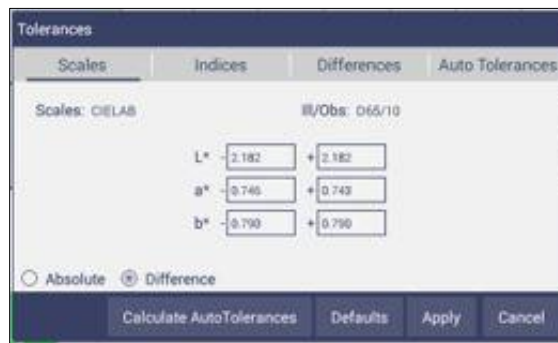 Tolerances
Scales Indices Differences Auto Tolerances
Scales: CIELAB Ill/Obs: D65/10
L* - 2.182 + 2.182
a* - 0.746 + 0.743
b* - 0.790 + 0.790
Absolute Difference
Calculate AutoTolerances Defaults Apply Cancel